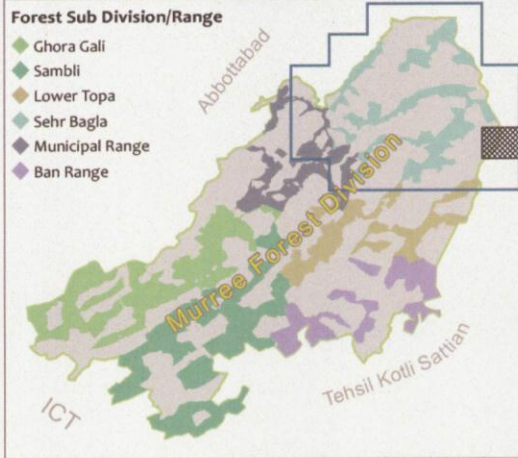 Forest Sub Division/Range
Ghora Gali
Sambli
Lower Topa
Sehr Bagla
Municipal Range
Ban Range
Abbottabad
Murree Forest Division
Tehsil Kotli Sattian
ICT